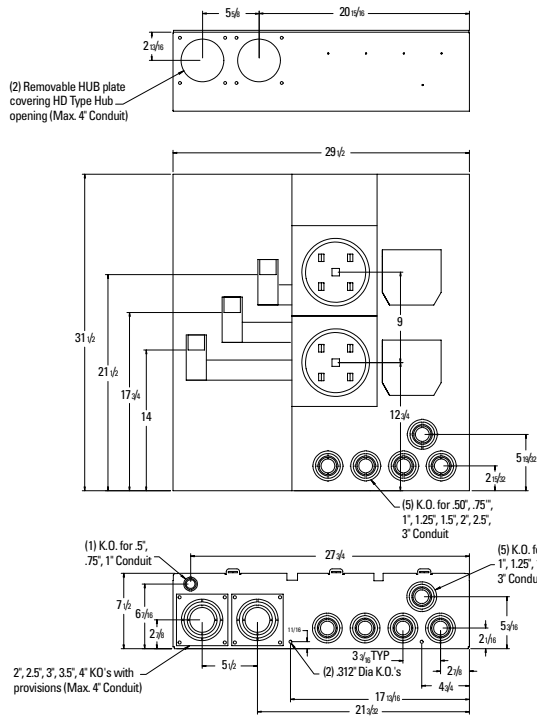 5 5/8
20 15/16
2 13/16
(2) Removable HUB plate
covering HD Type Hub
opening (Max. 4" Conduit)
29 1/2
31 1/2
21 1/2
17 3/4
14
9
12 3/4
5 19/32
2 15/32
(5) K.O. for .50", .75'",
1", 1.25", 1.5", 2", 2.5",
3" Conduit
(1) K.O. for .5",
.75", 1" Conduit
27 3/4
(5) K.O.
1", 1.25",
3"
7 1/2
6 7/16
2 7/8
11/16
3 3/16 TYP
5 3/16
2 1/16
2 7/8
4 3/4
(2) .312" Dia K.O.'s
5 1/2
17 13/16
21 3/32
2", 2.5", 3", 3.5", 4" KO's with
provisions (Max. 4" Conduit)